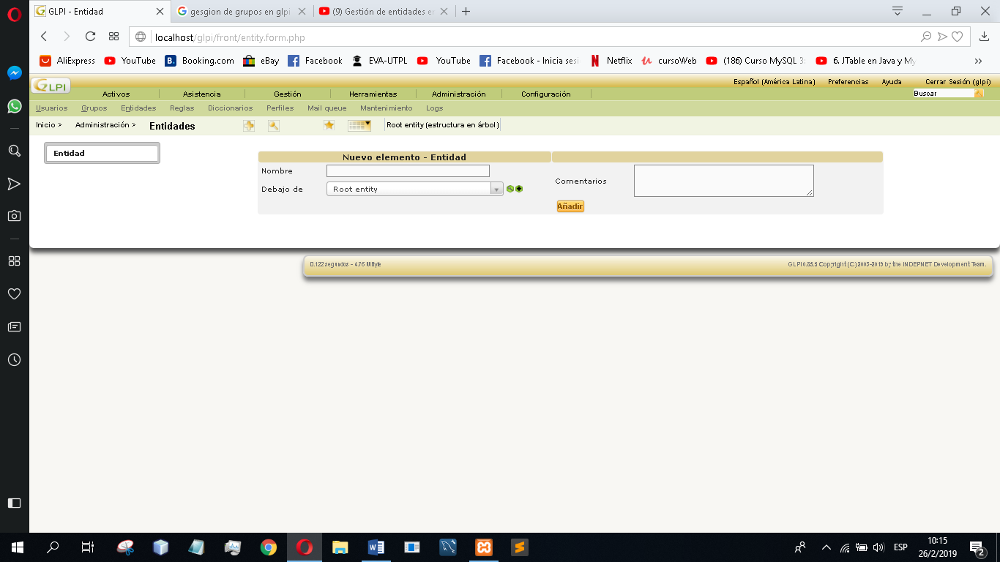 GLPI - Entidad
gesgion de grupos en glpi
(9) Gestión de entidades en
localhost/glpi/front/entity.form.php
AliExpress YouTube Booking.com eBay Facebook EVA-UTPL YouTube Facebook - Inicia sesi Netflix cursoWeb (186) Curso MySQL 3: 6. JTable en Java y My
GLPI
Español (América Latina) Preferencias Ayuda Cerrar Sesión (glpi)
Activos Asistencia Gestión Herramientas Administración Configuración
Buscar
Usuarios Grupos Entidades Reglas Diccionarios Perfiles Mail queue Mantenimiento Logs
Inicio > Administración > Entidades Root entity (estructura en árbol)
Entidad
Nuevo elemento - Entidad
Nombre
Comentarios
Debajo de Root entity
Añadir
0.122 segundos - 4.76 Mbyte
GLPI 0.85.5 Copyright (C) 2003-2019 by the INDEPNET Development Team.
ESP
10:15
26/2/2019
2